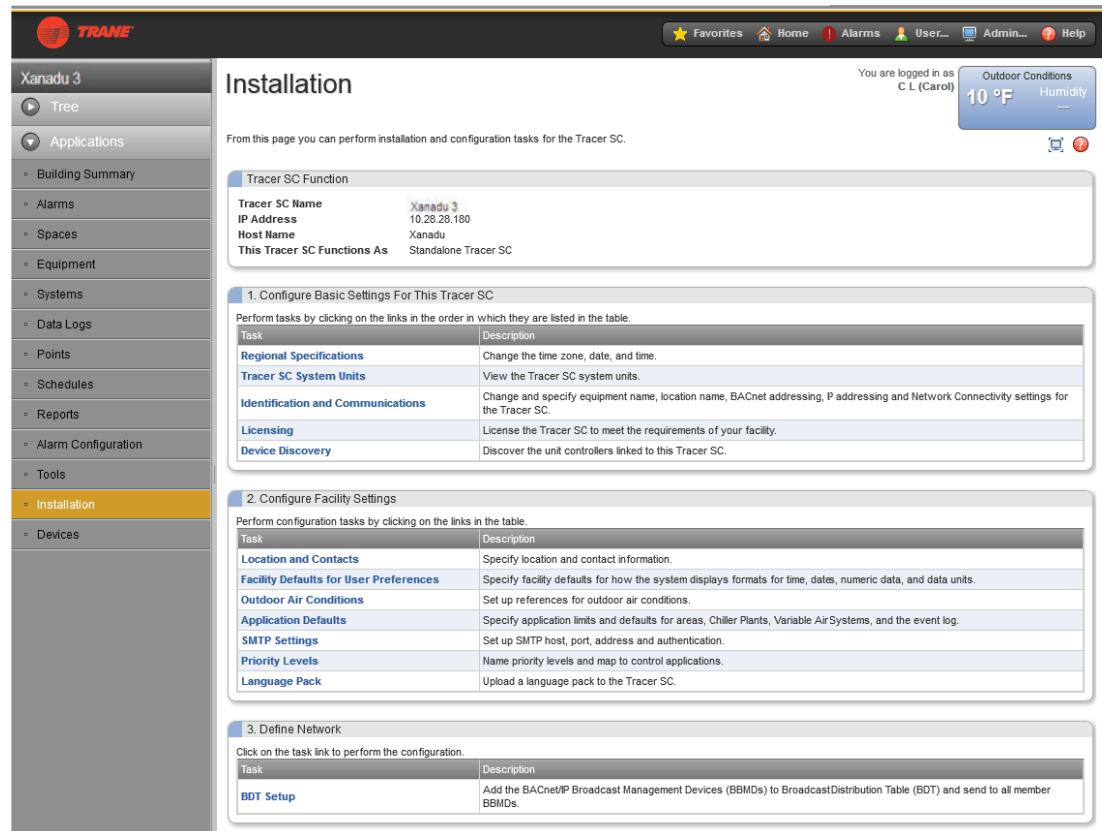 TRANE
Favorites Home Alarms User... Admin... Help
Xanadu 3
Tree
Applications
Building Summary
Alarms
Spaces
Equipment
Systems
Data Logs
Points
Schedules
Reports
Alarm Configuration
Tools
Installation
Devices
Installation
You are logged in as
C L (Carol)
Outdoor Conditions
10 °F Humidity
---
From this page you can perform installation and configuration tasks for the Tracer SC.
Tracer SC Function
Tracer SC Name Xanadu 3
IP Address 10.28.28.180
Host Name Xanadu
This Tracer SC Functions As Standalone Tracer SC
1. Configure Basic Settings For This Tracer SC
Perform tasks by clicking on the links in the order in which they are listed in the table.
Task Description
Regional Specifications Change the time zone, date, and time.
Tracer SC System Units View the Tracer SC system units.
Identification and Communications Change and specify equipment name, location name, BACnet addressing, IP addressing and Network Connectivity settings for
the Tracer SC.
Licensing License the Tracer SC to meet the requirements of your facility.
Device Discovery Discover the unit controllers linked to this Tracer SC.
2. Configure Facility Settings
Perform configuration tasks by clicking on the links in the table.
Task Description
Location and Contacts Specify location and contact information.
Facility Defaults for User Preferences Specify facility defaults for how the system displays formats for time, dates, numeric data, and data units.
Outdoor Air Conditions Set up references for outdoor air conditions.
Application Defaults Specify application limits and defaults for areas, Chiller Plants, Variable Air Systems, and the event log.
SMTP Settings Set up SMTP host, port, address and authentication.
Priority Levels Name priority levels and map to control applications.
Language Pack Upload a language pack to the Tracer SC.
3. Define Network
Click on the task link to perform the configuration.
Task Description
BDT Setup Add the BACnet/IP Broadcast Management Devices (BBMDs) to Broadcast Distribution Table (BDT) and send to all member
BBMDs.